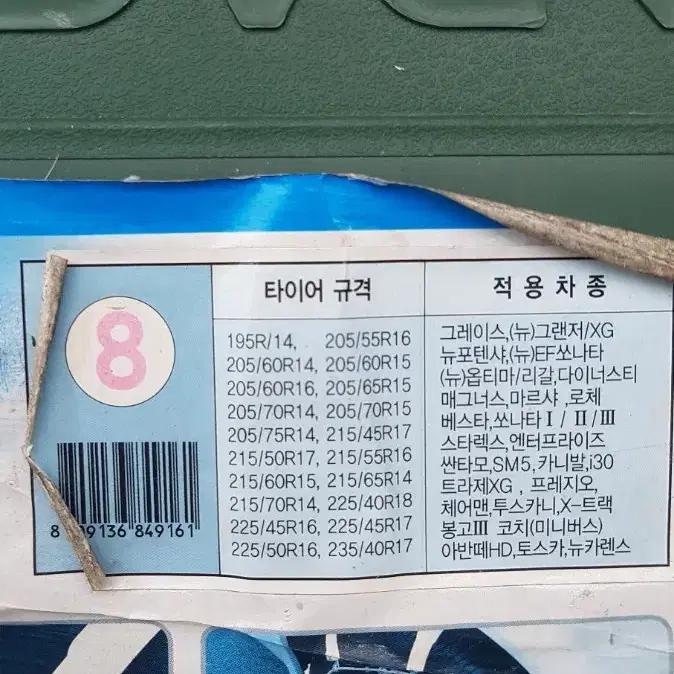 8
타이어 규격
195R/14, 205/55R16
205/60R14, 205/60R15
205/60R16, 205/65R15
205/70R14, 205/70R15
205/75R14, 215/45R17
215/50R17, 215/55R16
215/60R15, 215/65R14
215/70R14, 225/40R18
225/45R16, 225/45R17
225/50R16, 235/40R17
적용차종
그레이스,(뉴)그랜저/XG
뉴포텐샤,(뉴)EF쏘나타
(뉴)옵티마/리갈,다이너스티
매그너스,마르샤 ,로체
베스타,쏘나타Ⅰ/Ⅱ/Ⅲ
스타렉스,엔터프라이즈
싼타모,SM5,카니발,i30
트라제XG , 프레지오,
체어맨,투스카니,X-트랙
봉고Ⅲ 코치(미니버스)
아반떼HD,토스카,뉴카렌스
849161